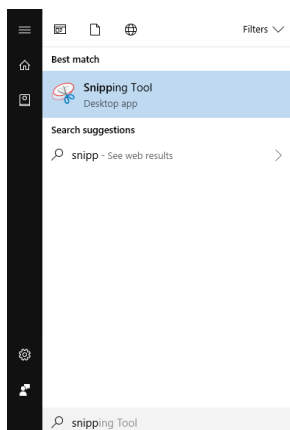 Filters
Best match
Snipping Tool
Desktop app
Search suggestions
snipp - See web results
snipping Tool